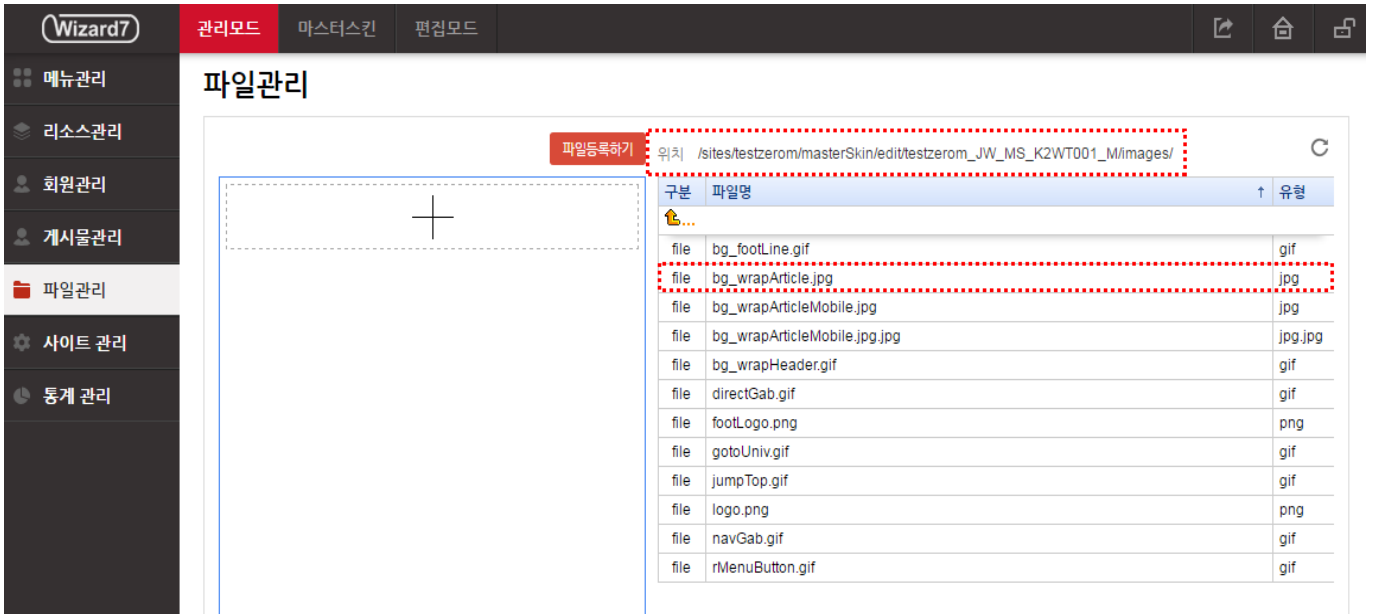 Wizard7 관리모드 마스터스킨 편집모드
메뉴관리
리소스관리
회원관리
게시물관리
파일관리
사이트 관리
통계 관리
파일관리
파일등록하기
위치 /sites/testzerom/masterSkin/edit/testzerom_JW_MS_K2WT001_M/images/
구분 파일명 ↑ 유형
...
file bg_footLine.gif gif
file bg_wrapArticle.jpg jpg
file bg_wrapArticleMobile.jpg jpg
file bg_wrapArticleMobile.jpg.jpg jpg.jpg
file bg_wrapHeader.gif gif
file directGab.gif gif
file footLogo.png png
file gotoUniv.gif gif
file jumpTop.gif gif
file logo.png png
file navGab.gif gif
file rMenuButton.gif gif